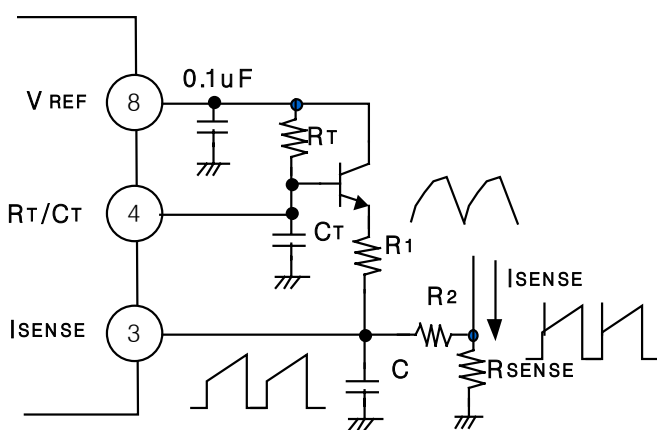 0.1uF
VREF
8
RT
RT/CT
4
CT
R1
R2
ISENSE
ISENSE
3
C
RSENSE